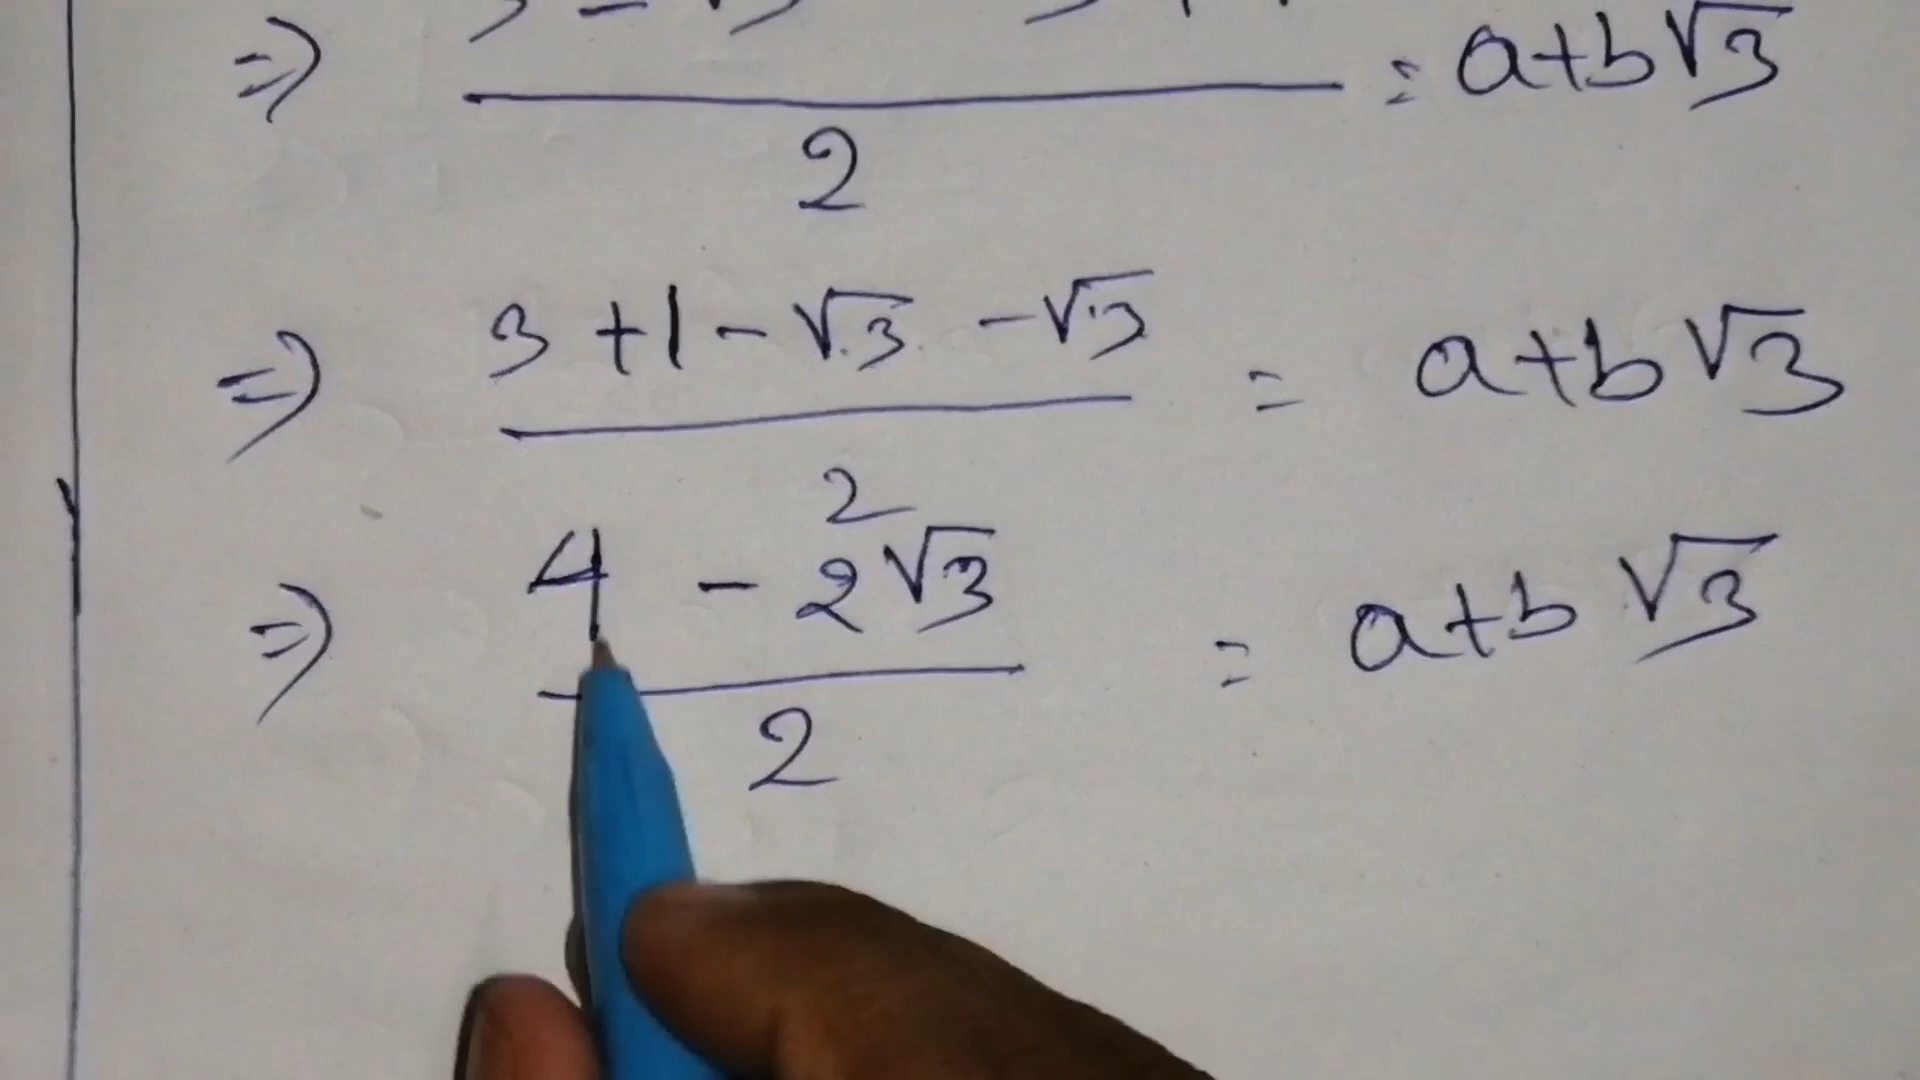 ⇒ = a+b√3
2
⇒ 3+1-√3-√3 = a+b√3
2
⇒ 4 - 2√3 = a+b√3
2